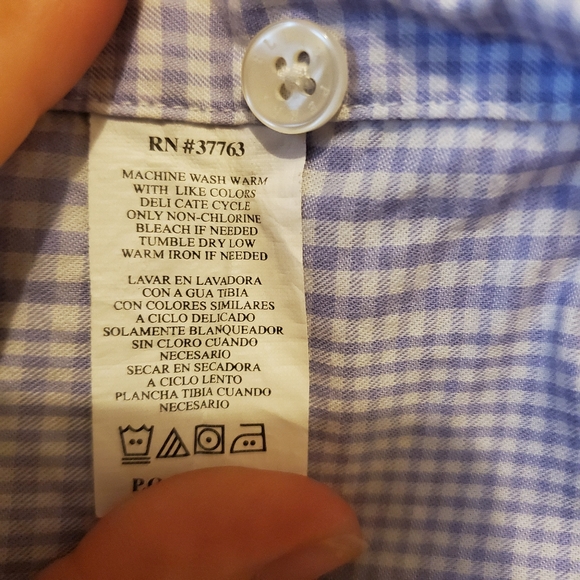 RN #37763
MACHINE WASH WARM
WITH LIKE COLORS
DELI CATE CYCLE
ONLY NON-CHLORINE
BLEACH IF NEEDED
TUMBLE DRY LOW
WARM IRON IF NEEDED
LAVAR EN LAVADORA
CON A GUA TIBIA
CON COLORES SIMILARES
A CICLO DELICADO
SOLAMENTE BLANQUEADOR
SIN CLORO CUANDO
NECESARIO
SECAR EN SECADORA
A CICLO LENTO
PLANCHA TIBIA CUANDO
NECESARIO